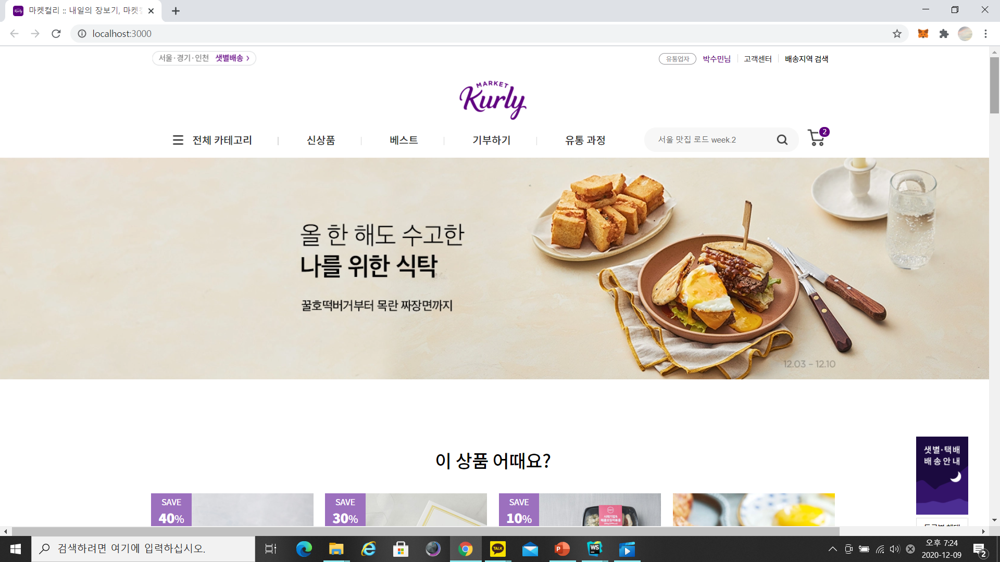 마켓컬리 :: 내일의 장보기, 마켓컬
localhost:3000
서울·경기·인천 샛별배송 >
유통업자 박수민님 고객센터 배송지역 검색
MARKET
Kurly
전체 카테고리 신상품 베스트 기부하기 유통 과정 서울 맛집 로드 week.2 2
올 한 해도 수고한
나를 위한 식탁
꿀호떡버거부터 목란 짜장면까지
12.03 - 12.10
이 상품 어때요?
샛별·택배
배송안내
SAVE
40%
SAVE
30%
SAVE
10%
검색하려면 여기에 입력하십시오.
TALK
P
WS
오후 7:24
2020-12-09
2